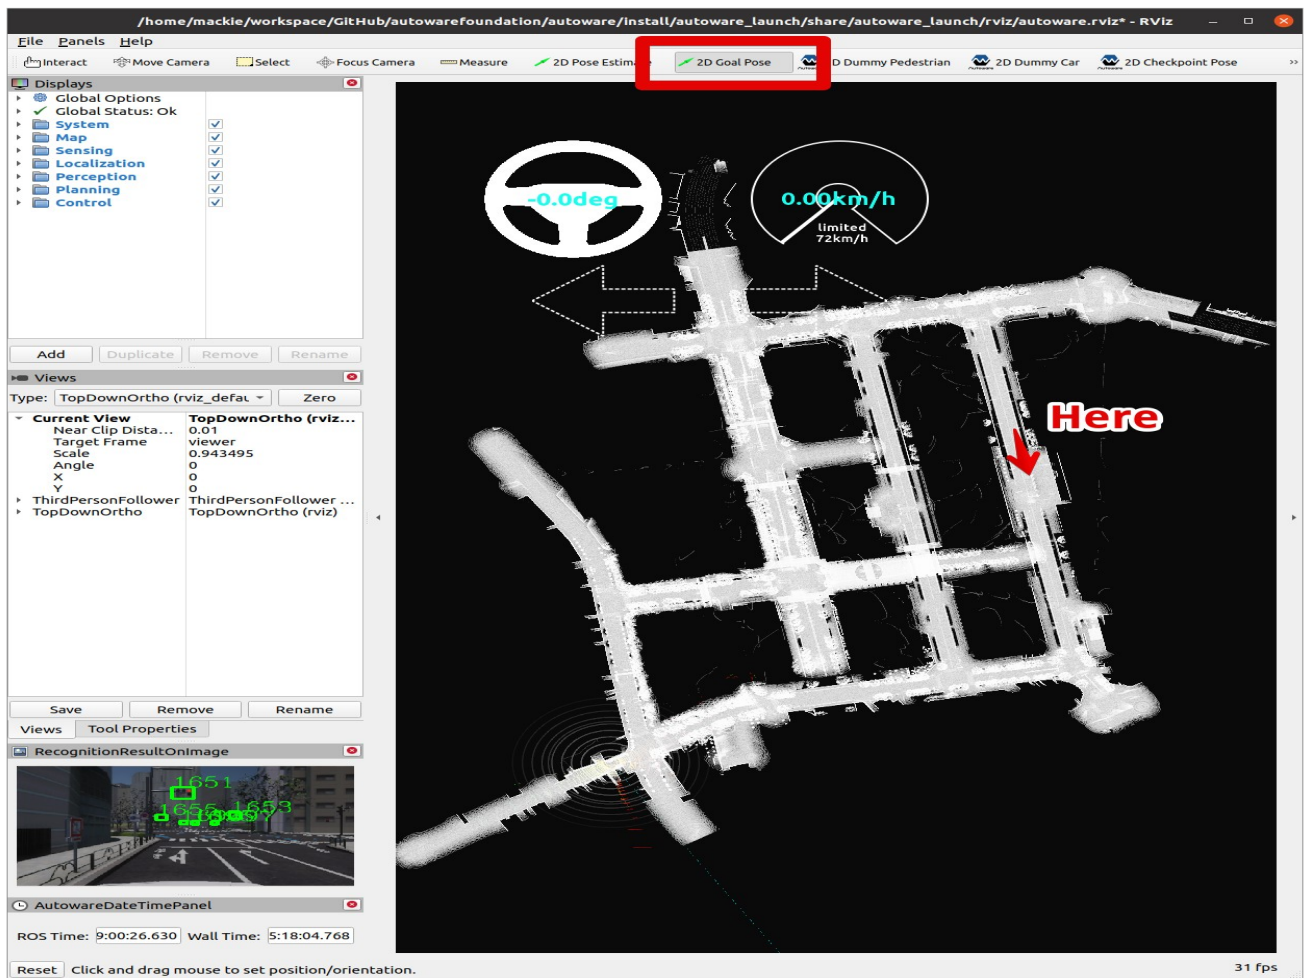 /home/mackie/workspace/GitHub/autowarefoundation/autoware/install/autoware_launch/share/autoware_launch/rviz/autoware.rviz* - RViz
File Panels Help
Interact Move Camera Select Focus Camera Measure 2D Pose Estim 2D Goal Pose D Dummy Pedestrian 2D Dummy Car 2D Checkpoint Pose
Displays
Global Options
Global Status: Ok
System
Map
Sensing
Localization
Perception
Planning
Control
Add Duplicate Remove Rename
Views
Type: TopDownOrtho (rviz_defau Zero
Current View TopDownOrtho (rviz...
Near Clip Dista... 0.01
Target Frame viewer
Scale 0.943495
Angle 0
X 0
Y 0
ThirdPersonFollower ThirdPersonFollower ...
TopDownOrtho TopDownOrtho (rviz)
Save Remove Rename
Views Tool Properties
RecognitionResultOnImage
1651
1653
AutowareDateTimePanel
ROS Time: 9:00:26.630 Wall Time: 5:18:04.768
Reset Click and drag mouse to set position/orientation.
31 fps
-0.0deg
0.00km/h
limited
72km/h
Here